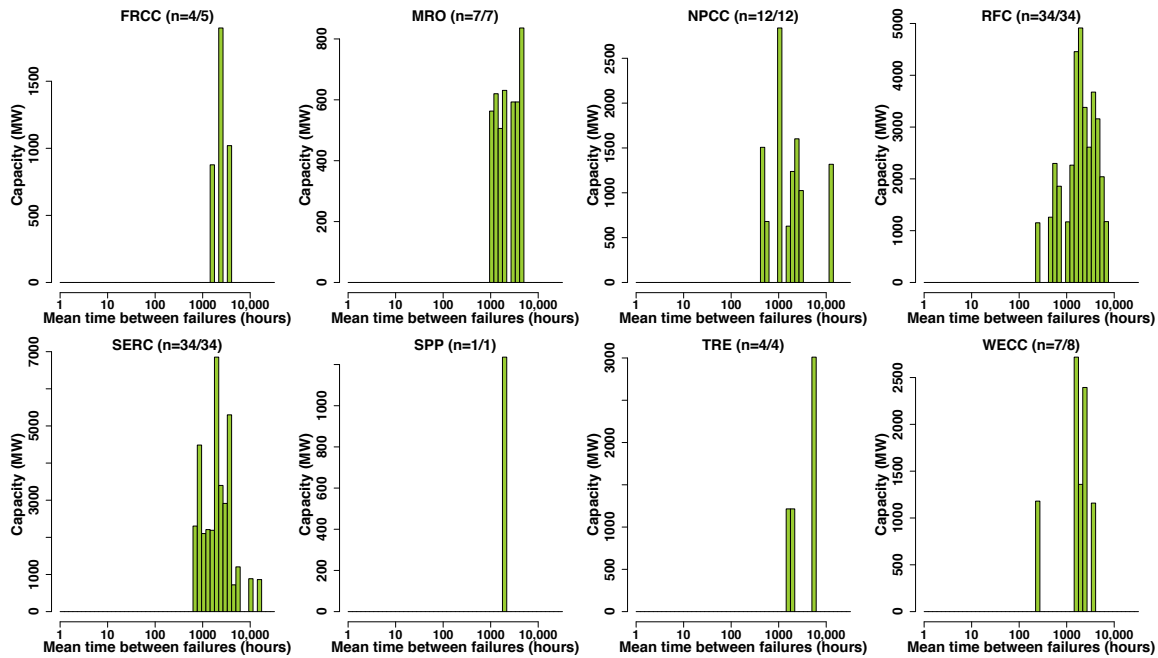 FRCC (n=4/5)
Capacity (MW)
0 500 1000 1500
1 10 100 1000 10,000
Mean time between failures (hours)
MRO (n=7/7)
Capacity (MW)
0 200 400 600 800
1 10 100 1000 10,000
Mean time between failures (hours)
NPCC (n=12/12)
Capacity (MW)
0 500 1000 1500 2000 2500
1 10 100 1000 10,000
Mean time between failures (hours)
RFC (n=34/34)
Capacity (MW)
0 1000 2000 3000 4000 5000
1 10 100 1000 10,000
Mean time between failures (hours)
SERC (n=34/34)
Capacity (MW)
0 1000 3000 5000 7000
1 10 100 1000 10,000
Mean time between failures (hours)
SPP (n=1/1)
Capacity (MW)
0 200 400 600 800 1000
1 10 100 1000 10,000
Mean time between failures (hours)
TRE (n=4/4)
Capacity (MW)
0 500 1000 2000 3000
1 10 100 1000 10,000
Mean time between failures (hours)
WECC (n=7/8)
Capacity (MW)
0 500 1000 1500 2000 2500
1 10 100 1000 10,000
Mean time between failures (hours)